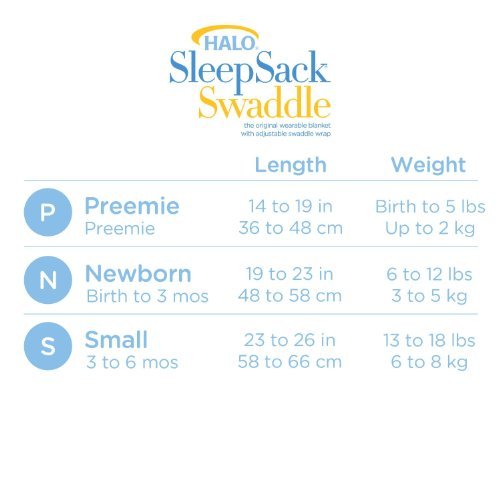 HALO®
SleepSack
Swaddle
the original wearable blanket
with adjustable swaddle wrap
Length Weight
P Preemie 14 to 19 in Birth to 5 lbs
Preemie 36 to 48 cm Up to 2 kg
N Newborn 19 to 23 in 6 to 12 lbs
Birth to 3 mos 48 to 58 cm 3 to 5 kg
S Small 23 to 26 in 13 to 18 lbs
3 to 6 mos 58 to 66 cm 6 to 8 kg